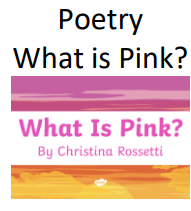 Poetry
What is Pink?
What Is Pink?
By Christina Rossetti